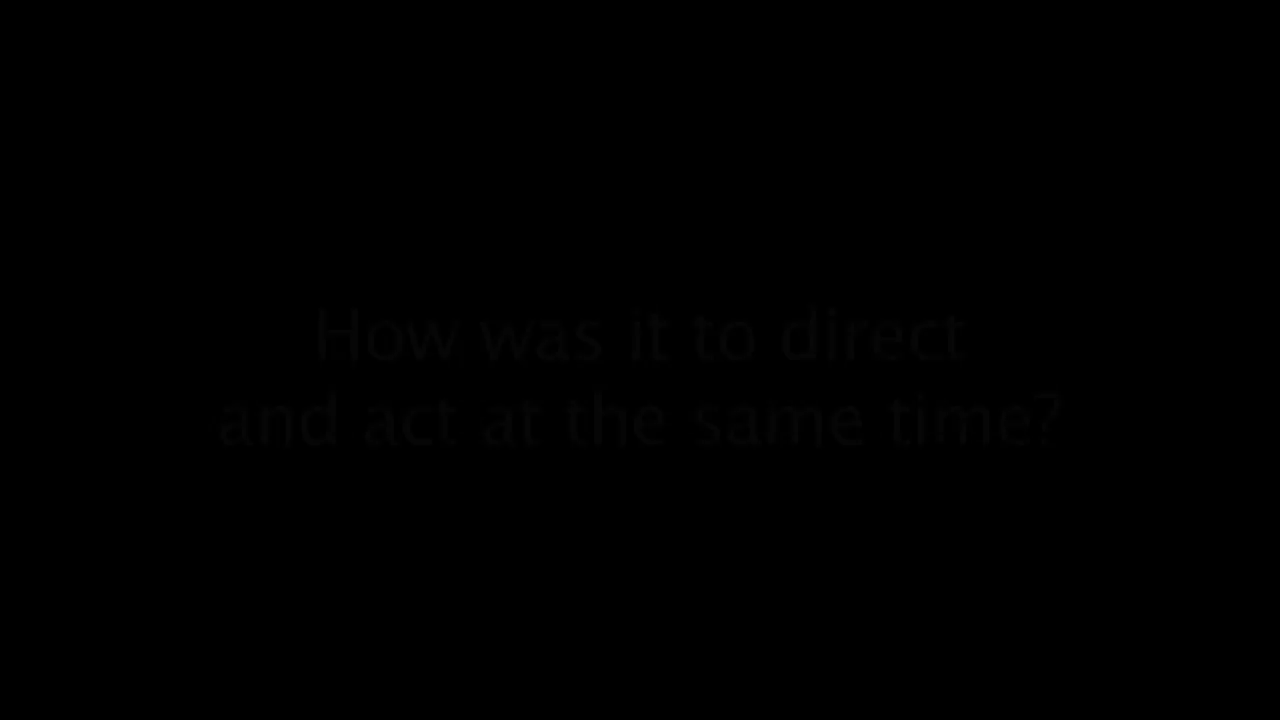 How was it to direct
and act at the same time?